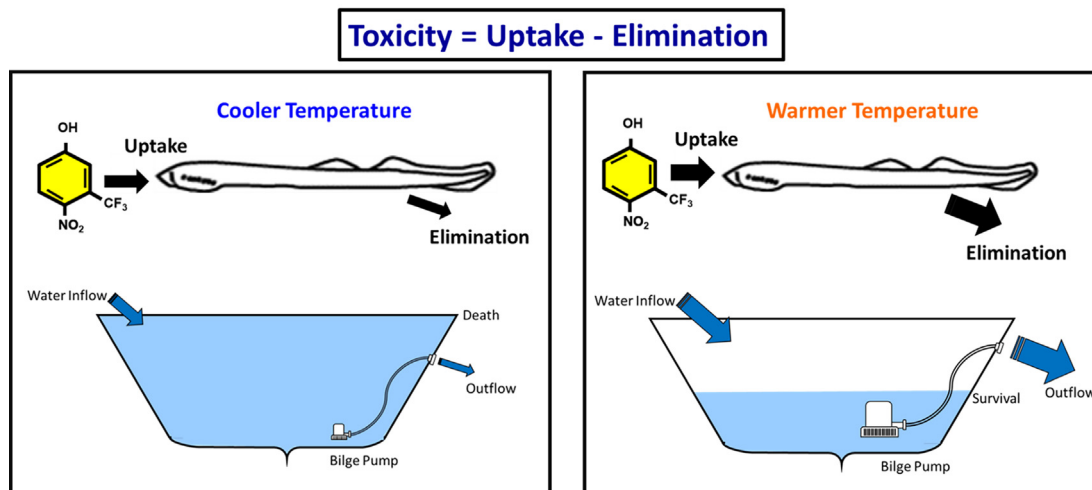 Toxicity = Uptake - Elimination
Cooler Temperature
OH
Uptake
CF₃
NO₂
Elimination
Water Inflow
Death
Outflow
Bilge Pump
Warmer Temperature
OH
Uptake
CF₃
NO₂
Elimination
Water Inflow
Survival
Outflow
Bilge Pump